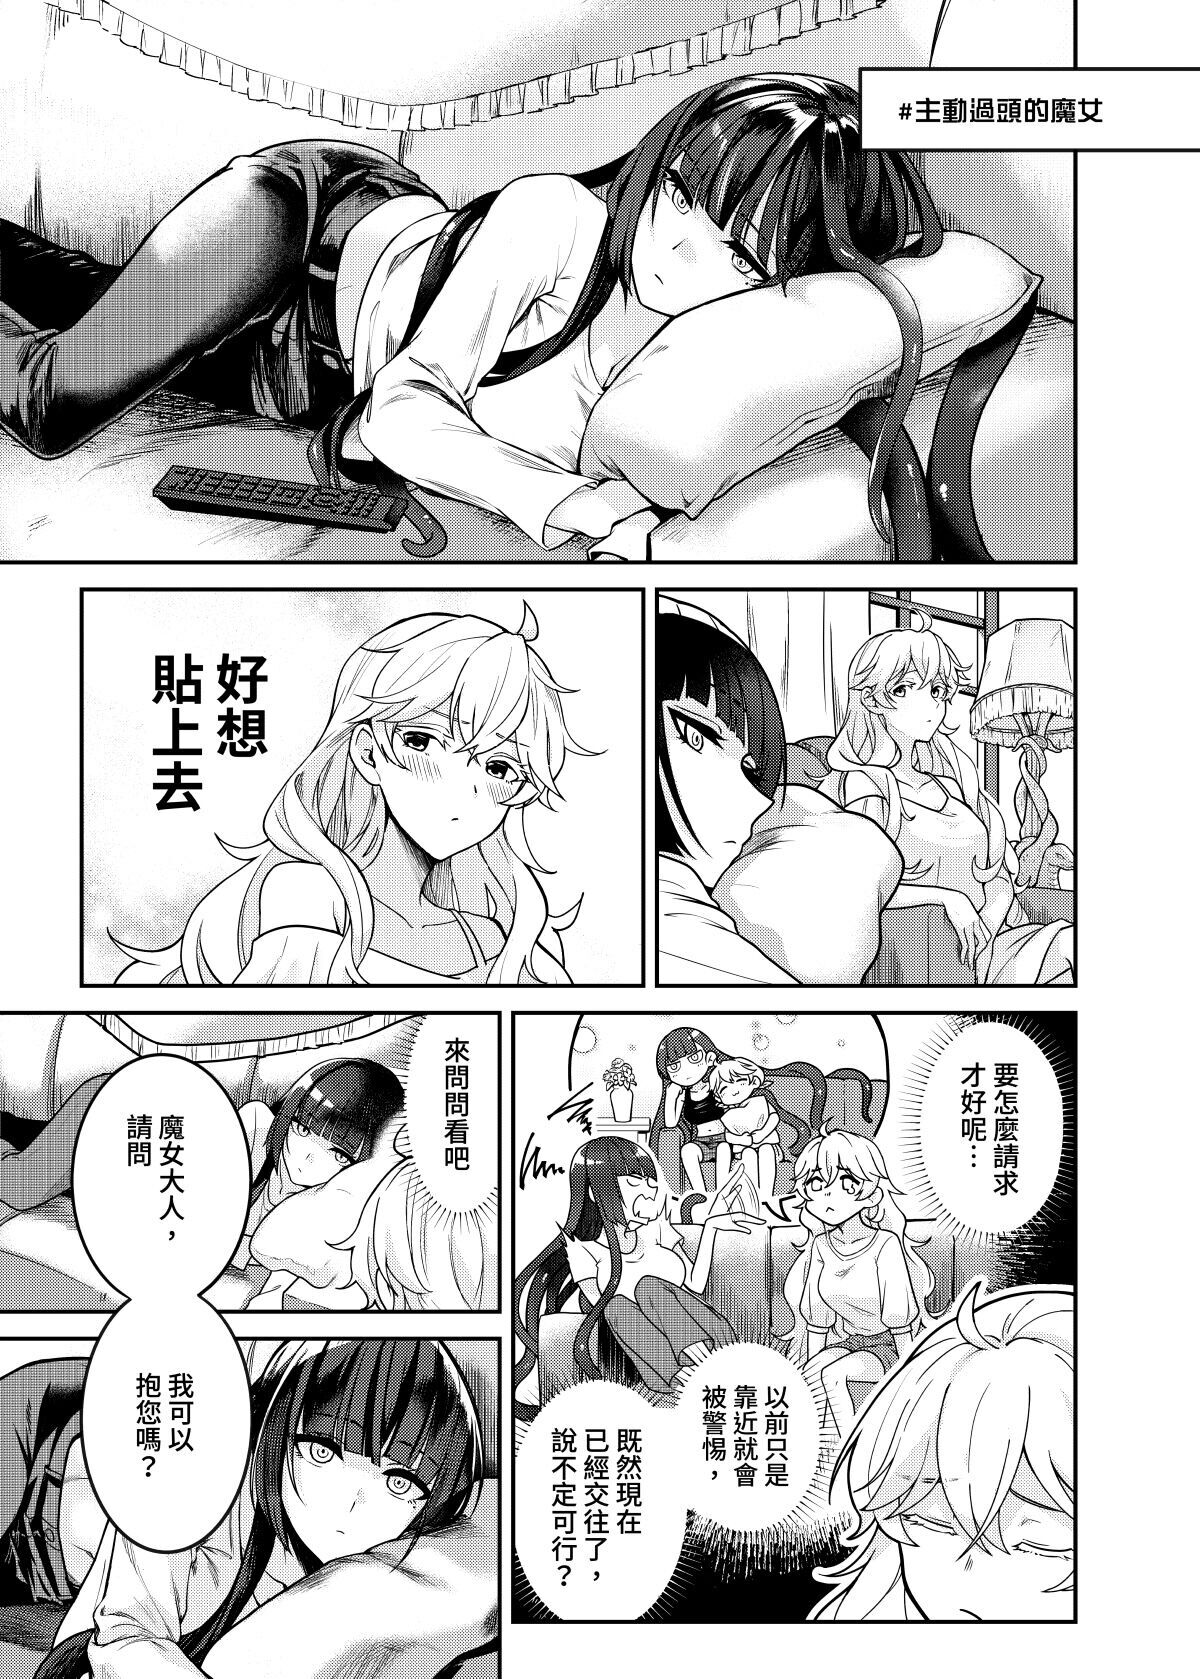 #主動過頭的魔女
好想
貼上去
要怎麼請求
才好呢…
以前只是
靠近就會
被警惕，
既然現在
已經交往了，
說不定可行？
來問問看吧
魔女大人，
請問
我可以
抱您嗎？